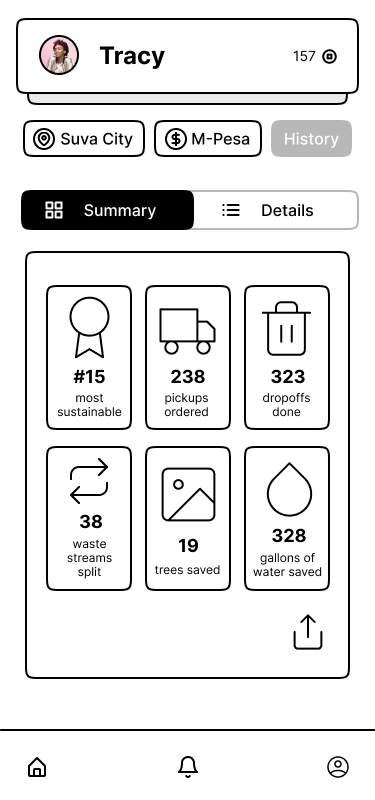 Tracy
157
Suva City
M-Pesa
History
Summary
Details
#15
most
sustainable
238
pickups
ordered
323
dropoffs
done
38
waste
streams
split
19
trees saved
328
gallons of
water saved